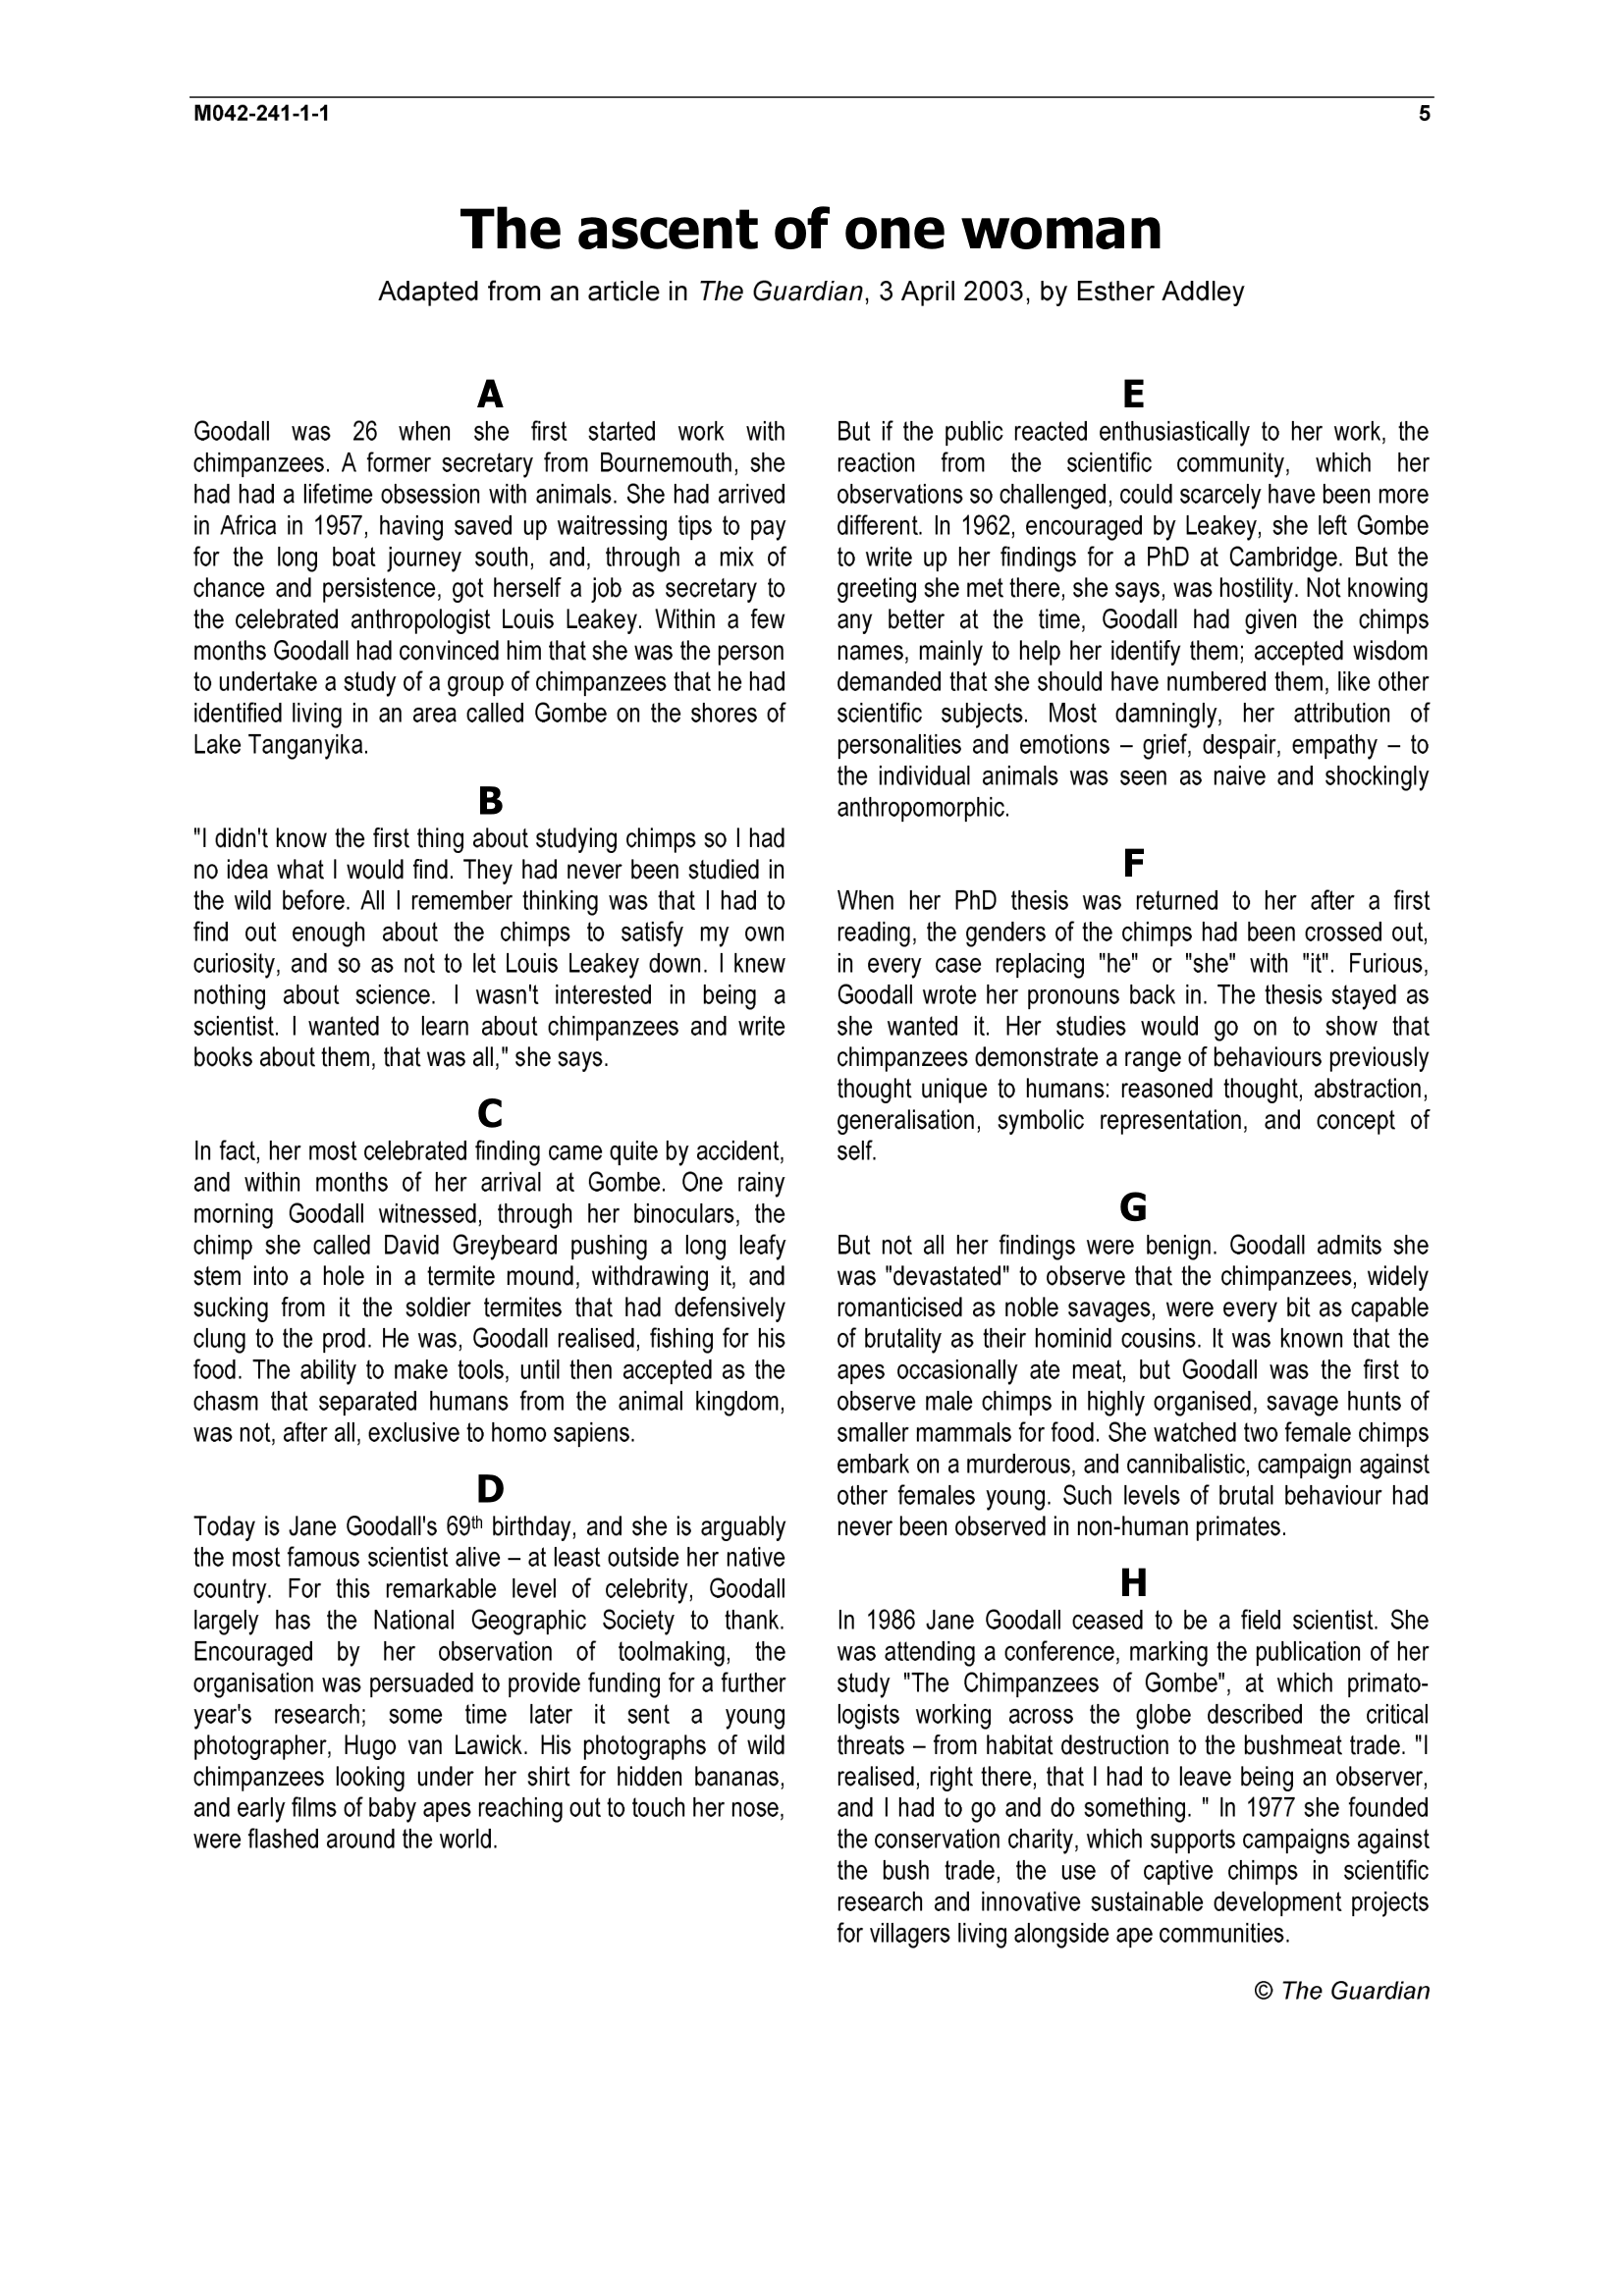 M042-241-1-1 5
The ascent of one woman
Adapted from an article in The Guardian, 3 April 2003, by Esther Addley
A
Goodall was 26 when she first started work with
chimpanzees. A former secretary from Bournemouth, she
had had a lifetime obsession with animals. She had arrived
in Africa in 1957, having saved up waitressing tips to pay
for the long boat journey south, and, through a mix of
chance and persistence, got herself a job as secretary to
the celebrated anthropologist Louis Leakey. Within a few
months Goodall had convinced him that she was the person
to undertake a study of a group of chimpanzees that he had
identified living in an area called Gombe on the shores of
Lake Tanganyika.
B
"I didn't know the first thing about studying chimps so I had
no idea what I would find. They had never been studied in
the wild before. All I remember thinking was that I had to
find out enough about the chimps to satisfy my own
curiosity, and so as not to let Louis Leakey down. I knew
nothing about science. I wasn't interested in being a
scientist. I wanted to learn about chimpanzees and write
books about them, that was all," she says.
C
In fact, her most celebrated finding came quite by accident,
and within months of her arrival at Gombe. One rainy
morning Goodall witnessed, through her binoculars, the
chimp she called David Greybeard pushing a long leafy
stem into a hole in a termite mound, withdrawing it, and
sucking from it the soldier termites that had defensively
clung to the prod. He was, Goodall realised, fishing for his
food. The ability to make tools, until then accepted as the
chasm that separated humans from the animal kingdom,
was not, after all, exclusive to homo sapiens.
D
Today is Jane Goodall's 69th birthday, and she is arguably
the most famous scientist alive – at least outside her native
country. For this remarkable level of celebrity, Goodall
largely has the National Geographic Society to thank.
Encouraged by her observation of toolmaking, the
organisation was persuaded to provide funding for a further
year's research; some time later it sent a young
photographer, Hugo van Lawick. His photographs of wild
chimpanzees looking under her shirt for hidden bananas,
and early films of baby apes reaching out to touch her nose,
were flashed around the world.
E
But if the public reacted enthusiastically to her work, the
reaction from the scientific community, which her
observations so challenged, could scarcely have been more
different. In 1962, encouraged by Leakey, she left Gombe
to write up her findings for a PhD at Cambridge. But the
greeting she met there, she says, was hostility. Not knowing
any better at the time, Goodall had given the chimps
names, mainly to help her identify them; accepted wisdom
demanded that she should have numbered them, like other
scientific subjects. Most damningly, her attribution of
personalities and emotions – grief, despair, empathy – to
the individual animals was seen as naive and shockingly
anthropomorphic.
F
When her PhD thesis was returned to her after a first
reading, the genders of the chimps had been crossed out,
in every case replacing "he" or "she" with "it". Furious,
Goodall wrote her pronouns back in. The thesis stayed as
she wanted it. Her studies would go on to show that
chimpanzees demonstrate a range of behaviours previously
thought unique to humans: reasoned thought, abstraction,
generalisation, symbolic representation, and concept of
self.
G
But not all her findings were benign. Goodall admits she
was "devastated" to observe that the chimpanzees, widely
romanticised as noble savages, were every bit as capable
of brutality as their hominid cousins. It was known that the
apes occasionally ate meat, but Goodall was the first to
observe male chimps in highly organised, savage hunts of
smaller mammals for food. She watched two female chimps
embark on a murderous, and cannibalistic, campaign against
other females young. Such levels of brutal behaviour had
never been observed in non-human primates.
H
In 1986 Jane Goodall ceased to be a field scientist. She
was attending a conference, marking the publication of her
study "The Chimpanzees of Gombe", at which primato-
logists working across the globe described the critical
threats – from habitat destruction to the bushmeat trade. "I
realised, right there, that I had to leave being an observer,
and I had to go and do something. " In 1977 she founded
the conservation charity, which supports campaigns against
the bush trade, the use of captive chimps in scientific
research and innovative sustainable development projects
for villagers living alongside ape communities.
© The Guardian